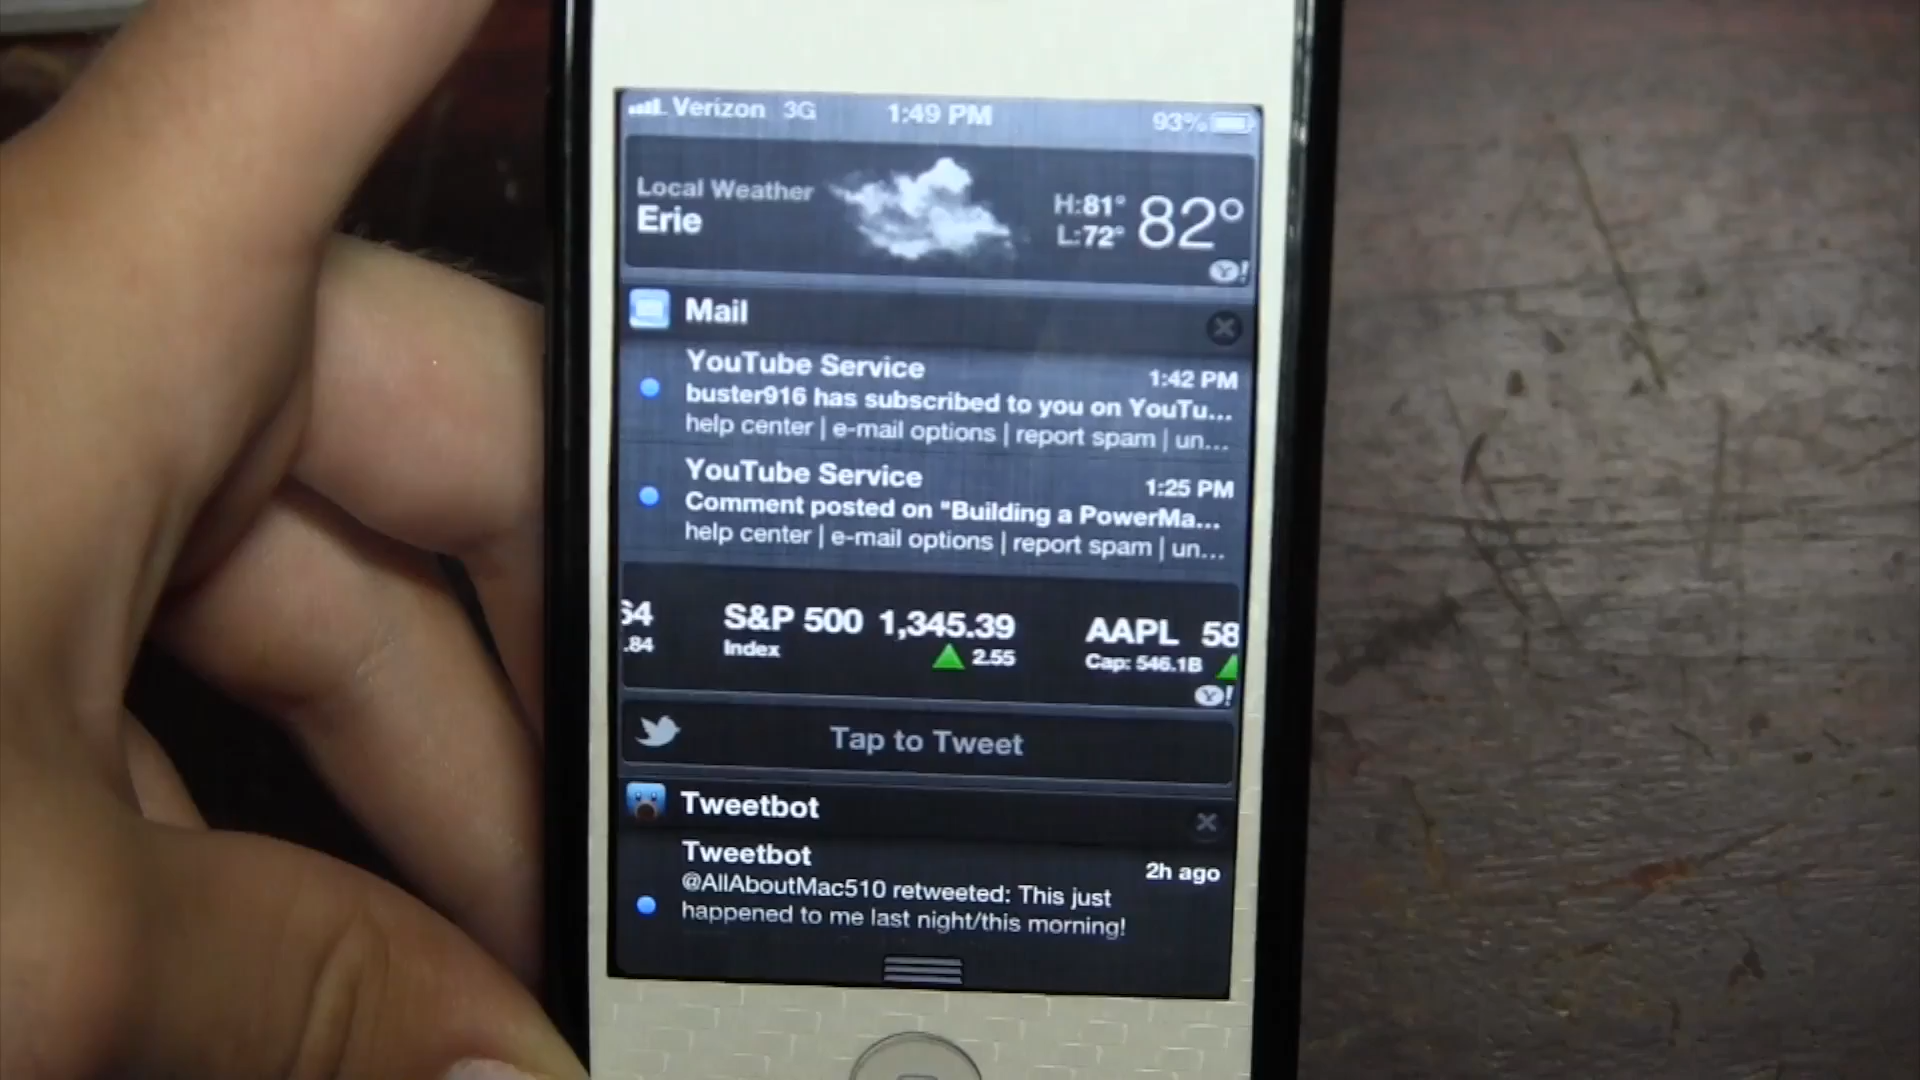 Verizon 3G 1:49 PM 93%
Local Weather
Erie
H:81°
L:72°
82°
Y!
Mail
YouTube Service 1:42 PM
buster916 has subscribed to you on YouTu...
help center | e-mail options | report spam | un...
YouTube Service 1:25 PM
Comment posted on "Building a PowerMa...
help center | e-mail options | report spam | un...
64 S&P 500 1,345.39 AAPL 58
.84 Index 2.55 Cap: 546.1B
Y!
Tap to Tweet
Tweetbot
Tweetbot 2h ago
@AllAboutMac510 retweeted: This just
happened to me last night/this morning!